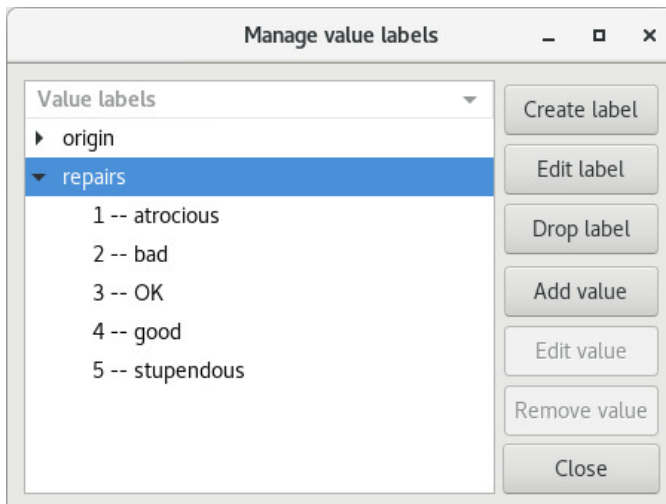 Manage value labels
Value labels
origin
repairs
1 -- atrocious
2 -- bad
3 -- OK
4 -- good
5 -- stupendous
Create label
Edit label
Drop label
Add value
Edit value
Remove value
Close